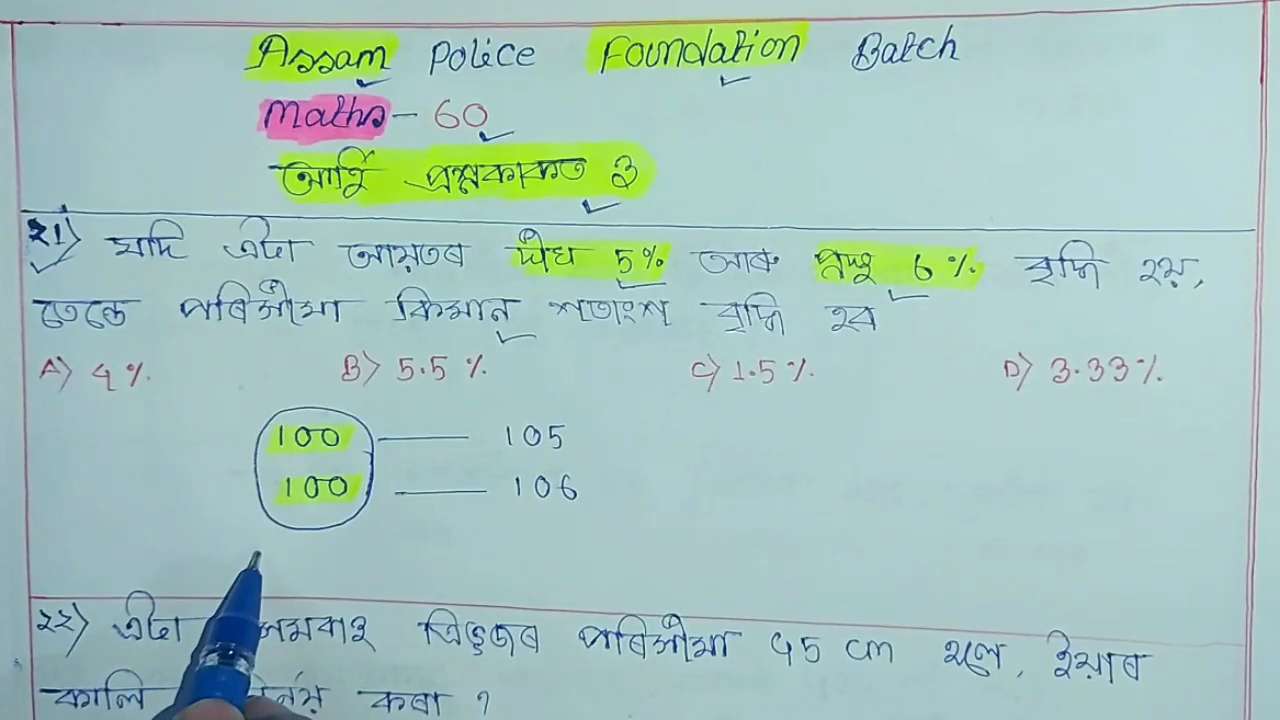 Assam Police Foundation Batch
Maths - 60
আৰ্হি প্ৰশ্নকাকত ৩
২১) যদি এটা আয়তৰ দীঘ 5% আৰু প্ৰস্থ 6% বৃদ্ধি হয়,
তেন্তে পৰিসীমা কিমান শতাংশ বৃদ্ধি হব
A) 4% B) 5.5% C) 1.5% D) 3.33%
100 — 105
100 — 106
২২) এটা সমবাহু ত্ৰিভুজৰ পৰিসীমা 45 cm হলে, ইয়াৰ
কালি কৰা ?